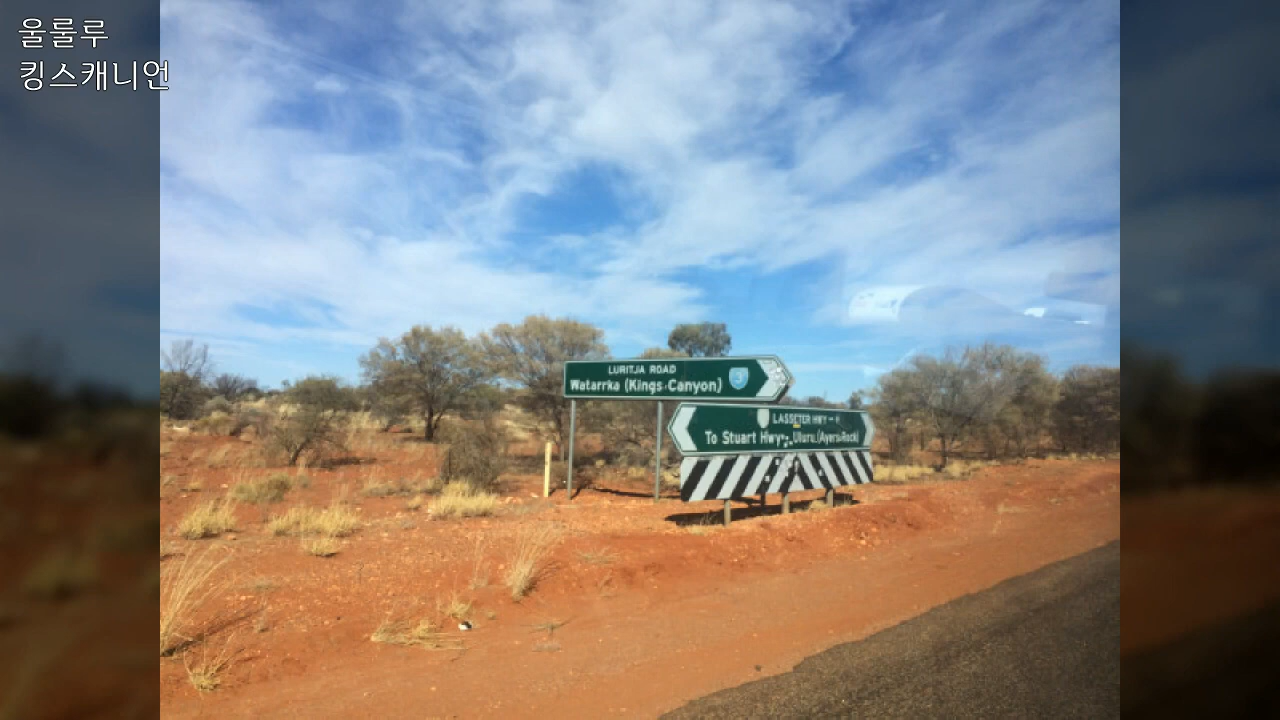 울룰루
킹스캐니언
LURITJA ROAD
Watarrka (Kings Canyon)
3
LASSETER HWY
To Stuart Hwy Uluru (Ayers Rock)